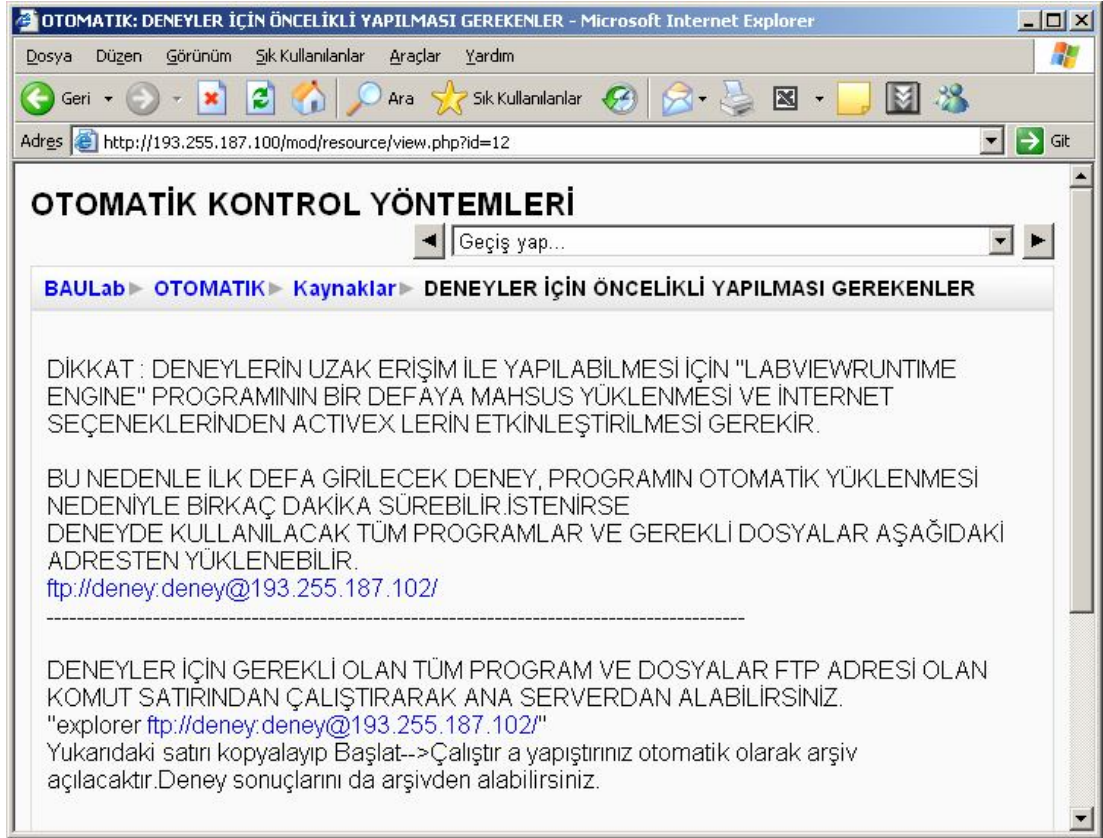 OTOMATIK: DENEYLER İÇİN ÖNCELİKLİ YAPILMASI GEREKENLER - Microsoft Internet Explorer
Dosya Düzen Görünüm Sık Kullanılanlar Araçlar Yardım
Geri Ara Sık Kullanılanlar
Adres http://193.255.187.100/mod/resource/view.php?id=12 Git
OTOMATİK KONTROL YÖNTEMLERİ
Geçiş yap...
BAULab OTOMATIK Kaynaklar DENEYLER İÇİN ÖNCELİKLİ YAPILMASI GEREKENLER
DİKKAT : DENEYLERİN UZAK ERİŞİM İLE YAPILABİLMESİ İÇİN "LABVIEWRUNTIME
ENGINE" PROGRAMININ BİR DEFAYA MAHSUS YÜKLENMESİ VE İNTERNET
SEÇENEKLERİNDEN ACTIVEX LERİN ETKİNLEŞTİRİLMESİ GEREKİR.
BU NEDENLE İLK DEFA GİRİLECEK DENEY, PROGRAMIN OTOMATİK YÜKLENMESİ
NEDENİYLE BİRKAÇ DAKİKA SÜREBİLİR.İSTENİRSE
DENEYDE KULLANILACAK TÜM PROGRAMLAR VE GEREKLİ DOSYALAR AŞAĞIDAKİ
ADRESTEN YÜKLENEBİLİR.
ftp://deney:deney@193.255.187.102/
--------------------------------------------------------------------------------------------
DENEYLER İÇİN GEREKLİ OLAN TÜM PROGRAM VE DOSYALAR FTP ADRESİ OLAN
KOMUT SATIRINDAN ÇALIŞTIRARAK ANA SERVERDAN ALABİLİRSİNİZ.
"explorer ftp://deney:deney@193.255.187.102/"
Yukarıdaki satırı kopyalayıp Başlat-->Çalıştır a yapıştırınız otomatik olarak arşiv
açılacaktır.Deney sonuçlarını da arşivden alabilirsiniz.